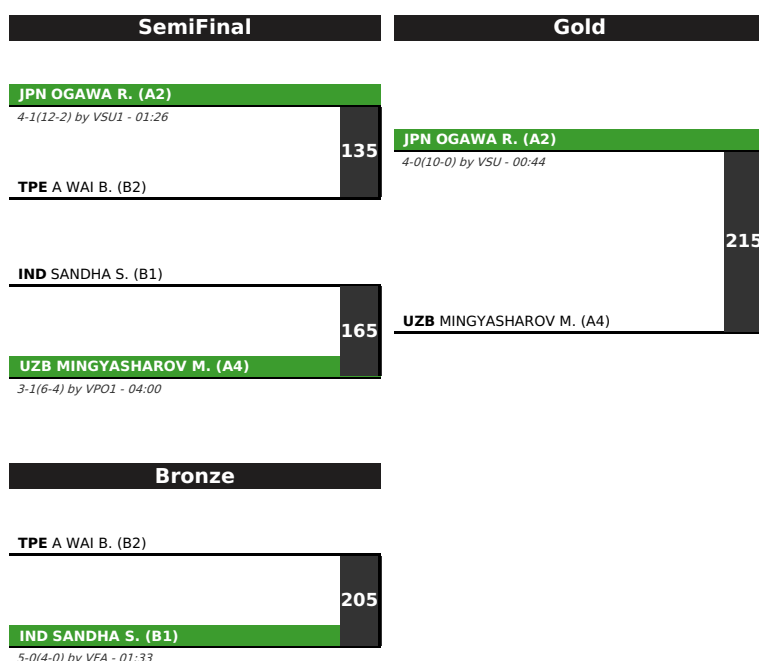 SemiFinal
JPN OGAWA R. (A2)
4-1(12-2) by VSU1 - 01:26
135
TPE A WAI B. (B2)
IND SANDHA S. (B1)
165
UZB MINGYASHAROV M. (A4)
3-1(6-4) by VPO1 - 04:00
Gold
JPN OGAWA R. (A2)
4-0(10-0) by VSU - 00:44
215
UZB MINGYASHAROV M. (A4)
Bronze
TPE A WAI B. (B2)
205
IND SANDHA S. (B1)
5-0(4-0) by VFA - 01:33